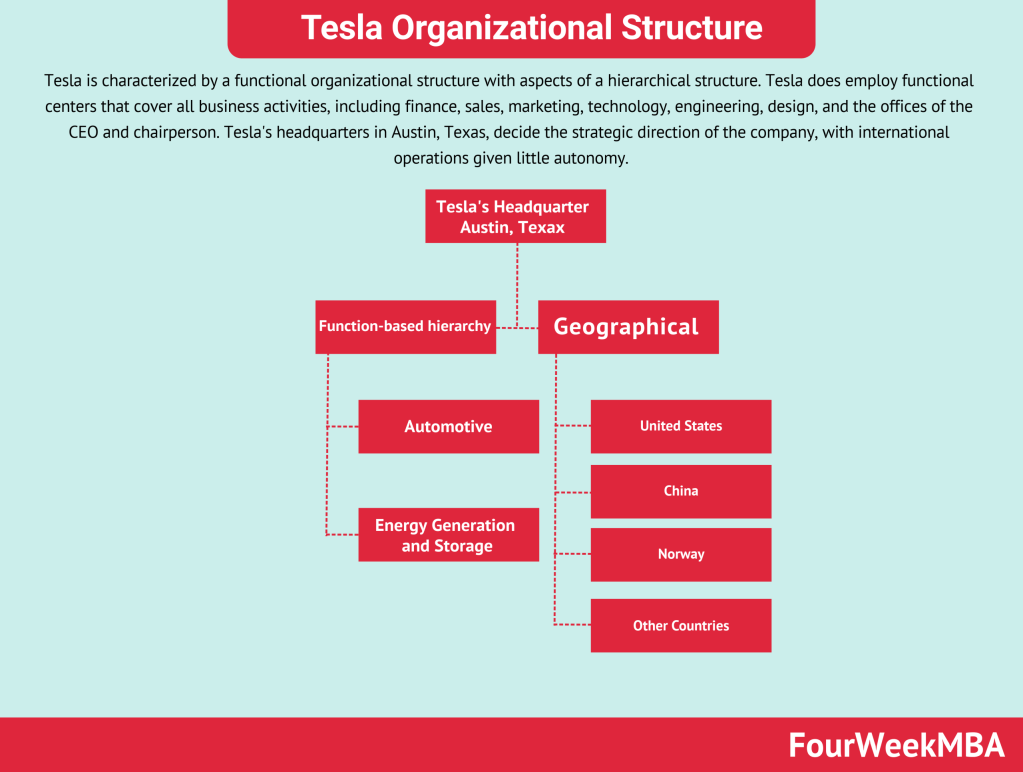 Tesla Organizational Structure
Tesla is characterized by a functional organizational structure with aspects of a hierarchical structure. Tesla does employ functional
centers that cover all business activities, including finance, sales, marketing, technology, engineering, design, and the offices of the
CEO and chairperson. Tesla's headquarters in Austin, Texas, decide the strategic direction of the company, with international
operations given little autonomy.
Tesla's Headquarter
Austin, Texax
Function-based hierarchy
Geographical
Automotive
United States
China
Energy Generation
and Storage
Norway
Other Countries
FourWeekMBA